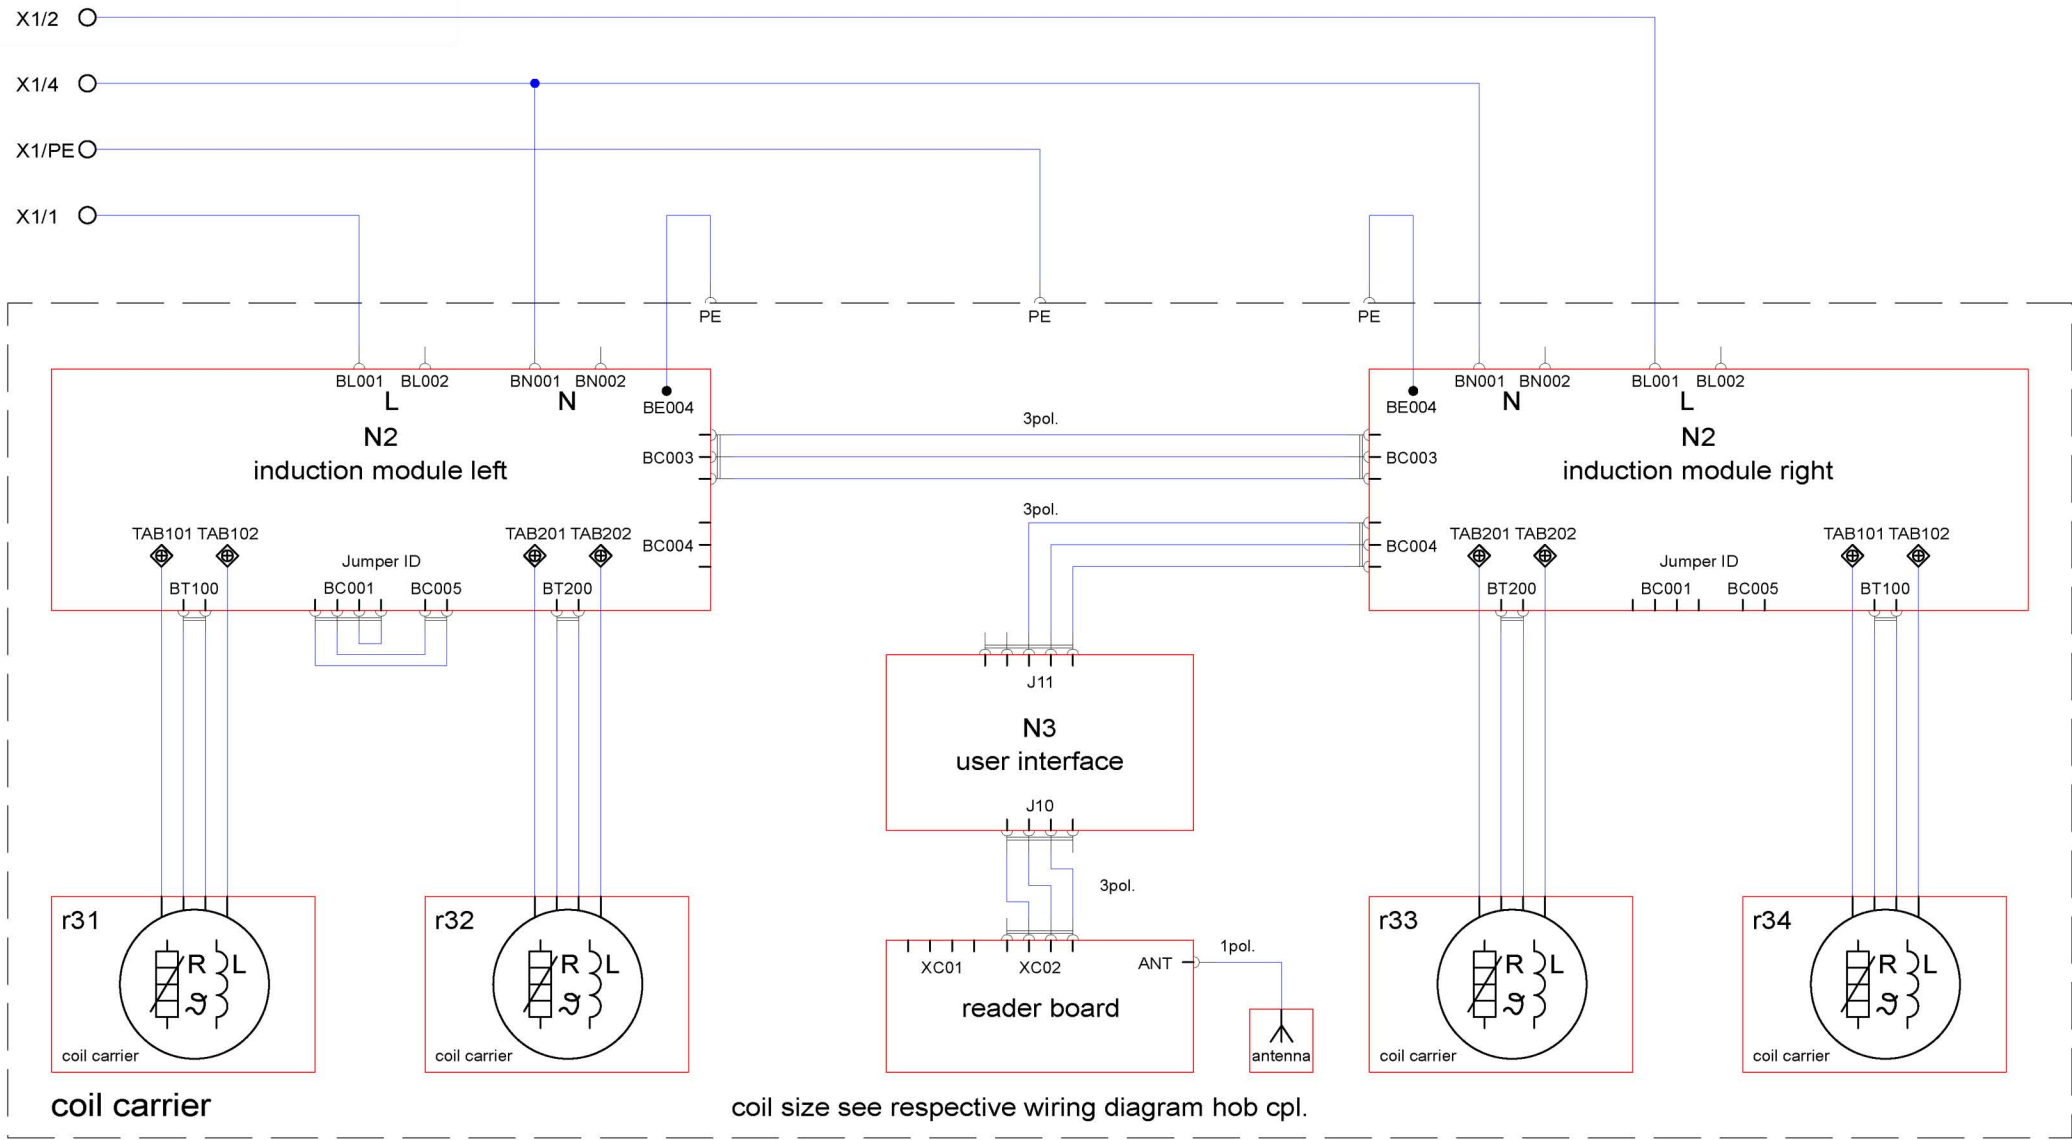 X1/2
X1/4
X1/PE
X1/1
PE PE PE
BL001 BL002 BN001 BN002
L N
BE004
N2
induction module left
BC003
TAB101 TAB102 TAB201 TAB202
BC004
Jumper ID
BT100 BC001 BC005 BT200
3pol.
3pol.
BN001 BN002 BL001 BL002
N L
BE004
N2
induction module right
BC003
TAB201 TAB202 TAB101 TAB102
BC004
Jumper ID
BT200 BC001 BC005 BT100
J11
N3
user interface
J10
3pol.
XC01 XC02 ANT
1pol.
reader board
antenna
r31
R L
ϑ
coil carrier
r32
R L
ϑ
coil carrier
r33
R L
ϑ
coil carrier
r34
R L
ϑ
coil carrier
coil carrier
coil size see respective wiring diagram hob cpl.